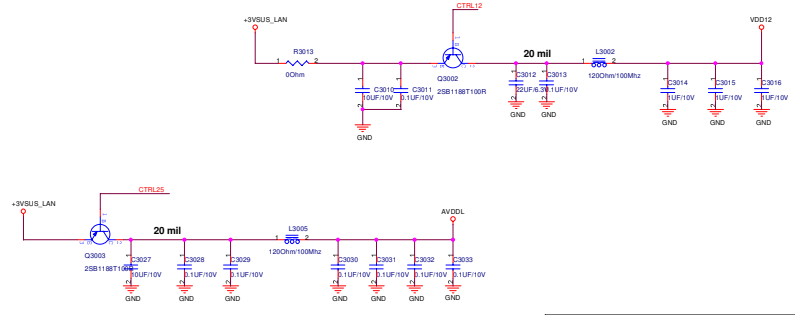 CTRL12
+3VSUS_LAN
VDD12
R3013
1 2
0Ohm
20 mil
L3002
1 2
120Ohm/100Mhz
Q3002
2SB1188T100R
C3010
10UF/10V
C3011
0.1UF/10V
C3012
22UF/6.3V
C3013
0.1UF/10V
C3014
1UF/10V
C3015
1UF/10V
C3016
1UF/10V
GND
GND
GND
GND
GND
GND
CTRL25
+3VSUS_LAN
AVDDL
20 mil
L3005
1 2
120Ohm/100Mhz
Q3003
2SB1188T100R
C3027
10UF/10V
C3028
0.1UF/10V
C3029
0.1UF/10V
C3030
0.1UF/10V
C3031
0.1UF/10V
C3032
0.1UF/10V
C3033
0.1UF/10V
GND
GND
GND
GND
GND
GND
GND